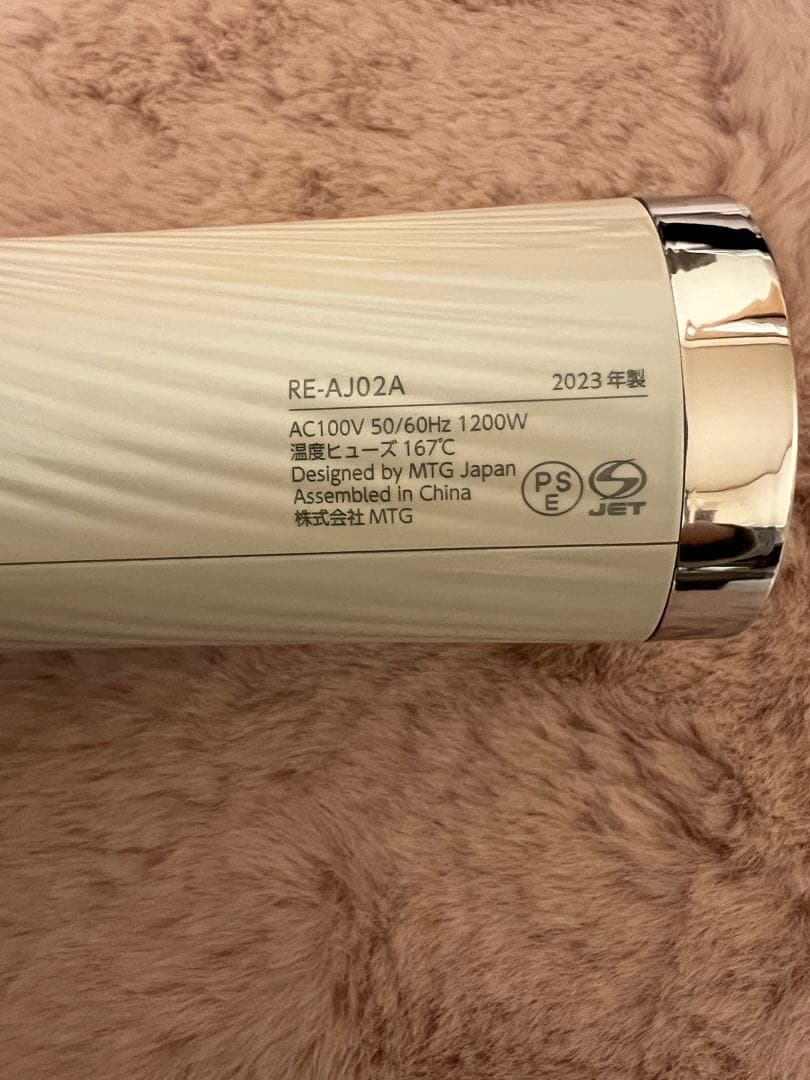 RE-AJ02A 2023年製
AC100V 50/60Hz 1200W
温度ヒューズ 167℃
Designed by MTG Japan
Assembled in China
株式会社 MTG
PS
E
JET